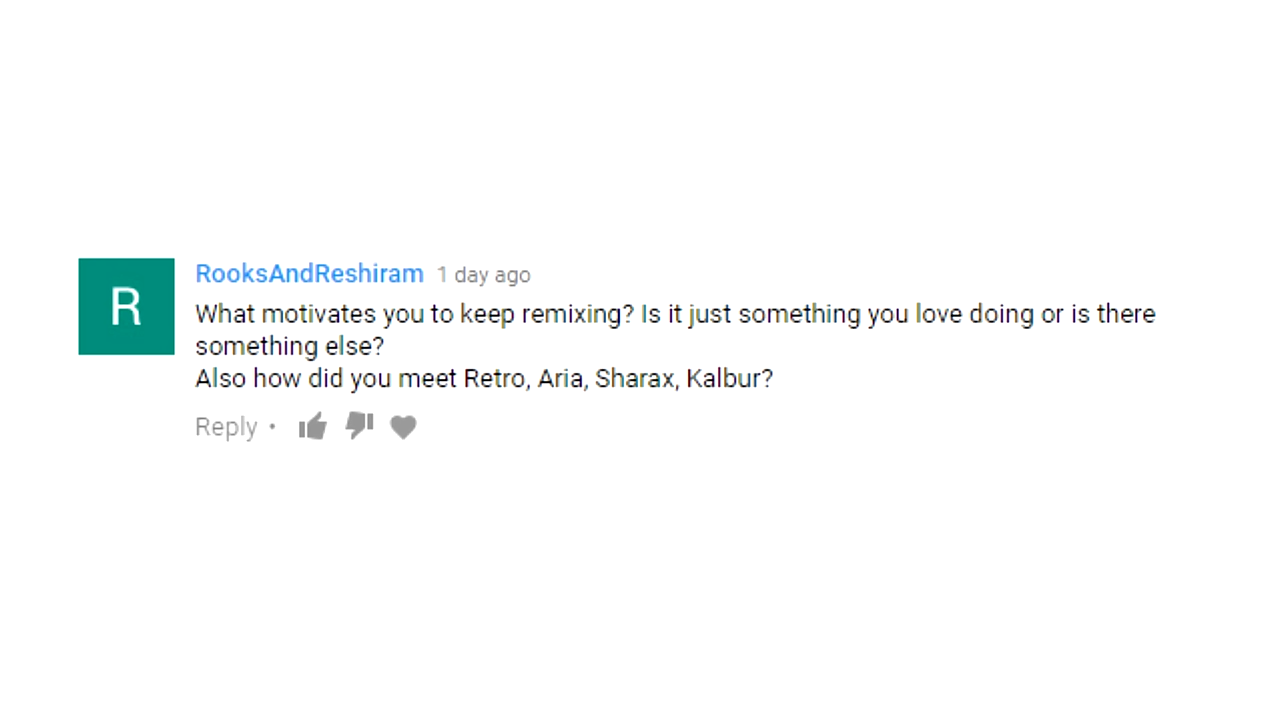 R
RooksAndReshiram 1 day ago
What motivates you to keep remixing? Is it just something you love doing or is there
something else?
Also how did you meet Retro, Aria, Sharax, Kalbur?
Reply •